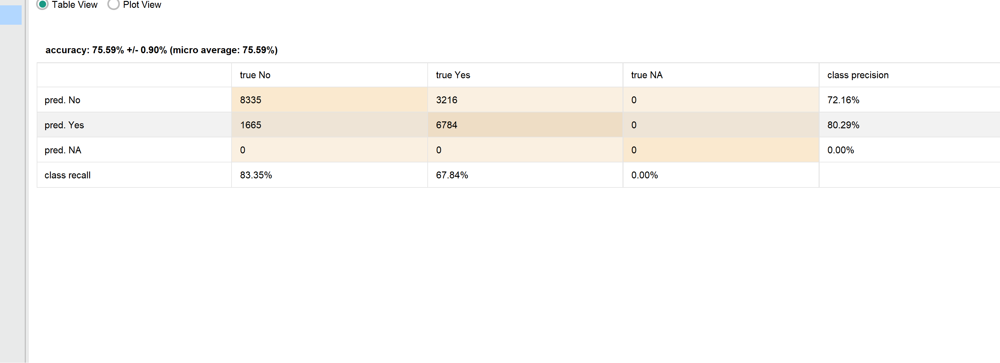 Table View Plot View
accuracy: 75.59% +/- 0.90% (micro average: 75.59%)
true No true Yes true NA class precision
pred. No 8335 3216 0 72.16%
pred. Yes 1665 6784 0 80.29%
pred. NA 0 0 0 0.00%
class recall 83.35% 67.84% 0.00%